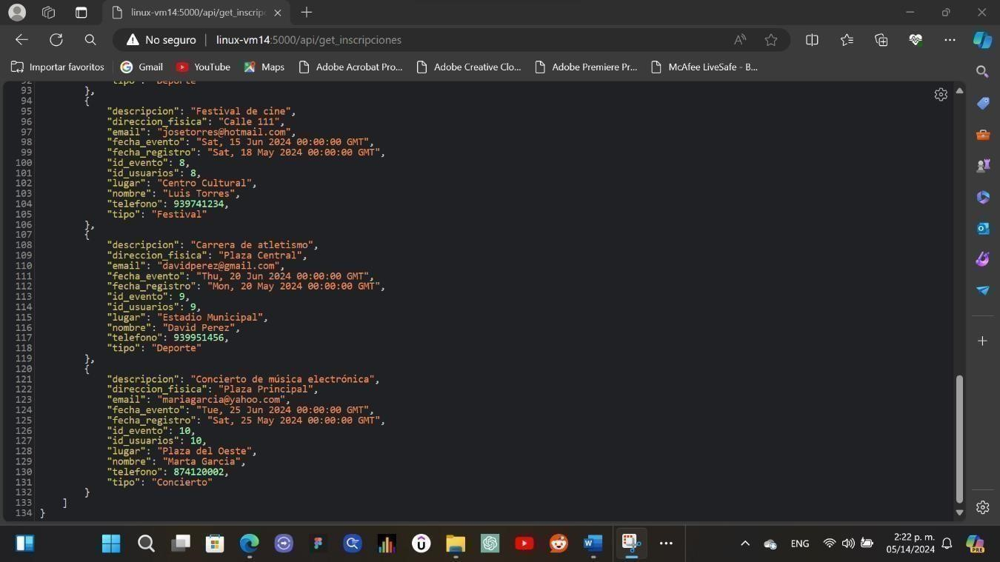 linux-vm14:5000/api/get_inscripc
No seguro
linux-vm14:5000/api/get_inscripciones
Importar favoritos
Gmail
YouTube
Maps
Adobe Acrobat Pro...
Adobe Creative Clo...
Adobe Premiere Pr...
McAfee LiveSafe - B...
92 "tipo": "Deporte"
93 },
94 {
95 "descripcion": "Festival de cine",
96 "direccion_fisica": "Calle 111",
97 "email": "josetorres@hotmail.com",
98 "fecha_evento": "Sat, 15 Jun 2024 00:00:00 GMT",
99 "fecha_registro": "Sat, 18 May 2024 00:00:00 GMT",
100 "id_evento": 8,
101 "id_usuarios": 8,
102 "lugar": "Centro Cultural",
103 "nombre": "Luis Torres",
104 "telefono": 939741234,
105 "tipo": "Festival"
106 },
107 {
108 "descripcion": "Carrera de atletismo",
109 "direccion_fisica": "Plaza Central",
110 "email": "davidperez@gmail.com",
111 "fecha_evento": "Thu, 20 Jun 2024 00:00:00 GMT",
112 "fecha_registro": "Mon, 20 May 2024 00:00:00 GMT",
113 "id_evento": 9,
114 "id_usuarios": 9,
115 "lugar": "Estadio Municipal",
116 "nombre": "David Perez",
117 "telefono": 939951456,
118 "tipo": "Deporte"
119 },
120 {
121 "descripcion": "Concierto de música electrónica",
122 "direccion_fisica": "Plaza Principal",
123 "email": "mariagarcia@yahoo.com",
124 "fecha_evento": "Tue, 25 Jun 2024 00:00:00 GMT",
125 "fecha_registro": "Sat, 25 May 2024 00:00:00 GMT",
126 "id_evento": 10,
127 "id_usuarios": 10,
128 "lugar": "Plaza del Oeste",
129 "nombre": "Marta Garcia",
130 "telefono": 874120002,
131 "tipo": "Concierto"
132 }
133 ]
134 }
ENG
2:22 p. m.
05/14/2024
PRE